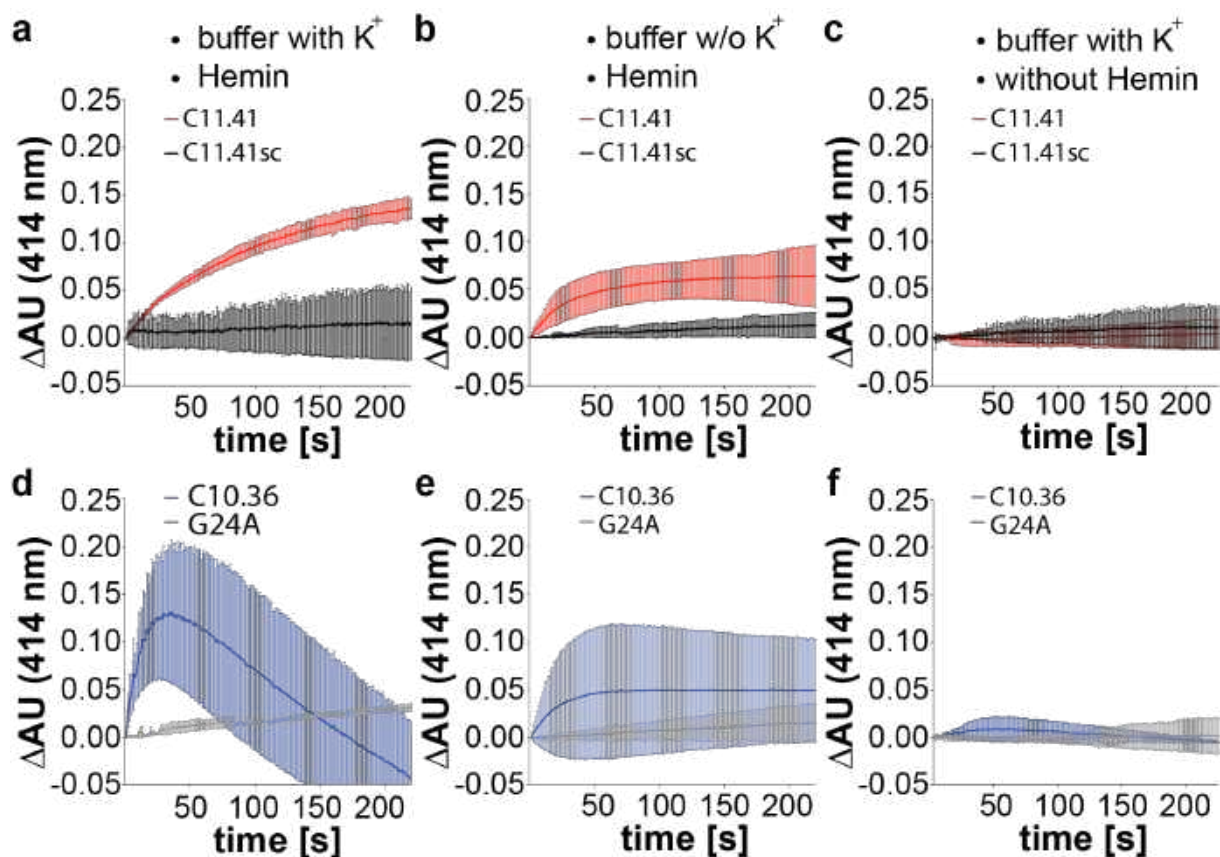 a
• buffer with K+
• Hemin
C11.41
C11.41sc
ΔAU (414 nm)
0.25
0.20
0.15
0.10
0.05
0.00
-0.05
50
100
150
200
time [s]
b
• buffer w/o K+
• Hemin
C11.41
C11.41sc
ΔAU (414 nm)
0.25
0.20
0.15
0.10
0.05
0.00
-0.05
50
100
150
200
time [s]
c
• buffer with K+
• without Hemin
C11.41
C11.41sc
ΔAU (414 nm)
0.25
0.20
0.15
0.10
0.05
0.00
-0.05
50
100
150
200
time [s]
d
C10.36
G24A
ΔAU (414 nm)
0.25
0.20
0.15
0.10
0.05
0.00
-0.05
50
100
150
200
time [s]
e
C10.36
G24A
ΔAU (414 nm)
0.25
0.20
0.15
0.10
0.05
0.00
0.05
50
100
150
200
time [s]
f
C10.36
G24A
ΔAU (414 nm)
0.25
0.20
0.15
0.10
0.05
0.00
-0.05
50
100
150
200
time [s]